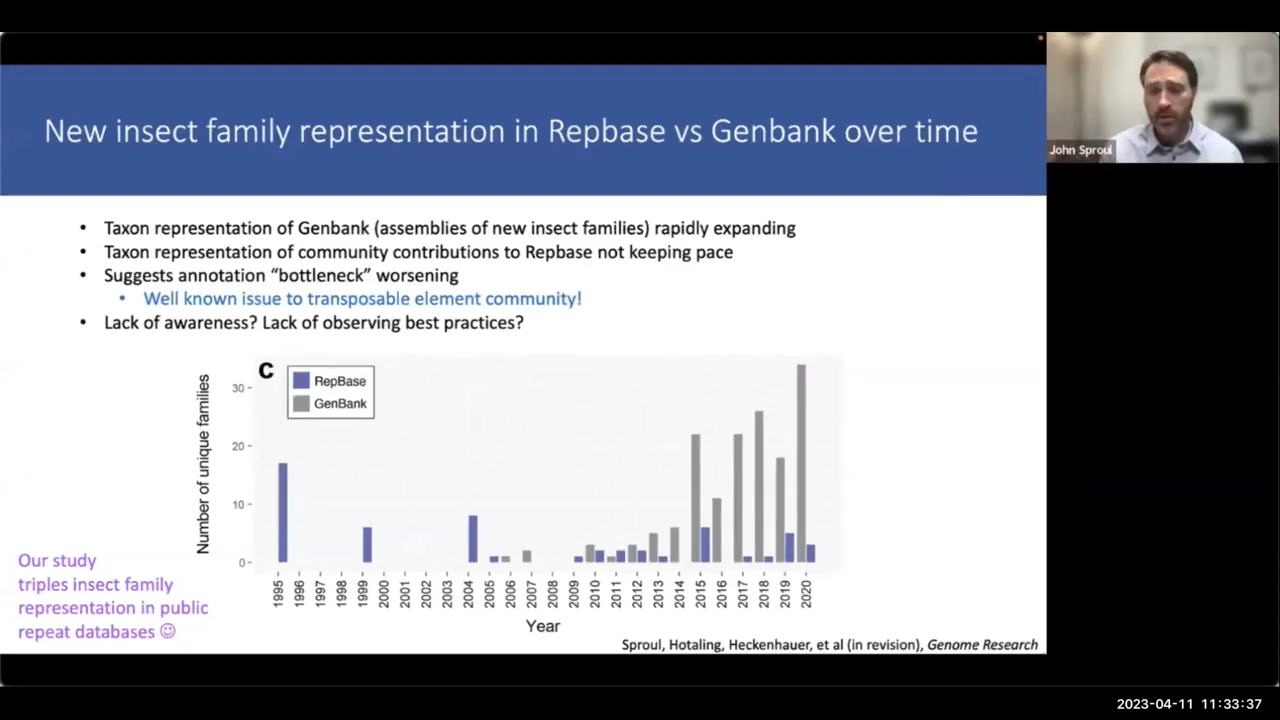 New insect family representation in Repbase vs Genbank over time
John Sproul
• Taxon representation of Genbank (assemblies of new insect families) rapidly expanding
• Taxon representation of community contributions to Repbase not keeping pace
• Suggests annotation “bottleneck” worsening
• Well known issue to transposable element community!
• Lack of awareness? Lack of observing best practices?
C
RepBase
GenBank
Number of unique families
30
20
10
0
1995 1996 1997 1998 1999 2000 2001 2002 2003 2004 2005 2006 2007 2008 2009 2010 2011 2012 2013 2014 2015 2016 2017 2018 2019 2020
Year
Our study
triples insect family
representation in public
repeat databases ☺
Sproul, Hotaling, Heckenhauer, et al (in revision), Genome Research
2023-04-11 11:33:37